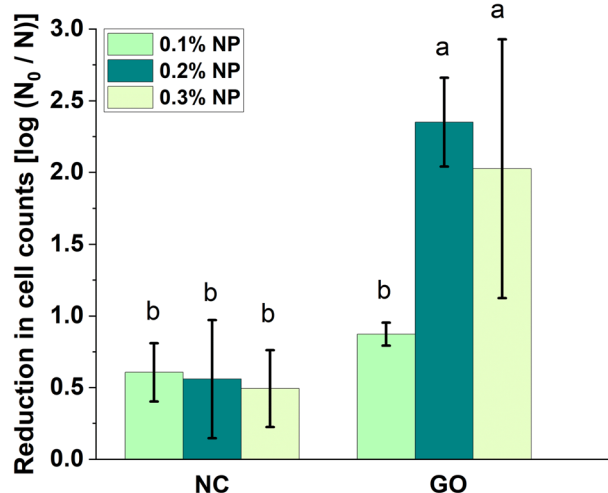 Reduction in cell counts [log (N₀ / N)]
3.0
2.5
2.0
1.5
1.0
0.5
0.0
0.1% NP
0.2% NP
0.3% NP
b
b
b
b
a
a
NC
GO